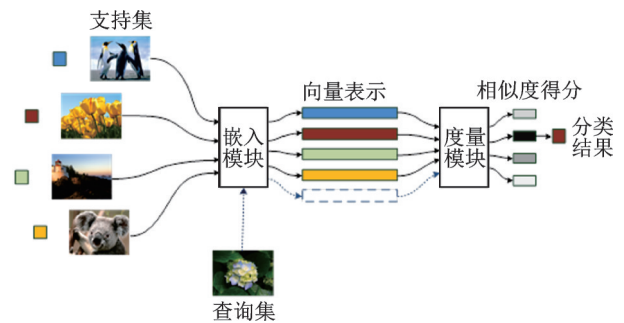 支持集
向量表示
相似度得分
嵌入
模块
度量
模块
分类
结果
查询集